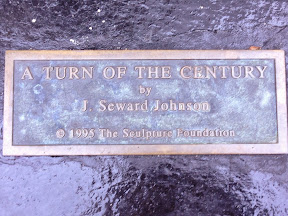 A TURN OF THE CENTURY
by
J. Seward Johnson
© 1995 The Sculpture Foundation